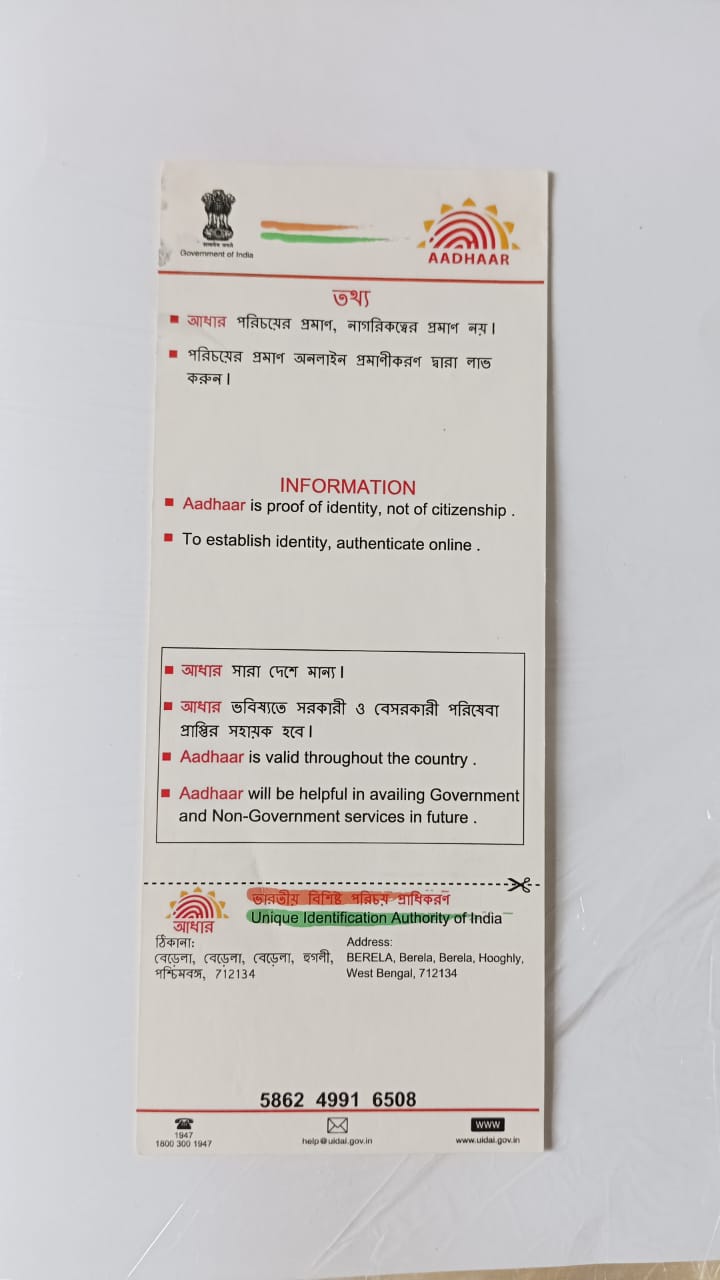 सत्यमेव जयते
Government of India
AADHAAR
তথ্য
■ আধার পরিচয়ের প্রমাণ, নাগরিকত্বের প্রমাণ নয়।
■ পরিচয়ের প্রমাণ অনলাইন প্রমাণীকরণ দ্বারা লাভ
করুন।
INFORMATION
■ Aadhaar is proof of identity, not of citizenship .
■ To establish identity, authenticate online .
■ আধার সারা দেশে মান্য।
■ আধার ভবিষ্যতে সরকারী ও বেসরকারী পরিষেবা
প্রাপ্তির সহায়ক হবে।
■ Aadhaar is valid throughout the country .
■ Aadhaar will be helpful in availing Government
and Non-Government services in future .
ভারতীয় বিশিষ্ট পরিচয় প্রাধিকরণ
Unique Identification Authority of India
আধার
ঠিকানা:
বেড়েলা, বেড়েলা, বেড়েলা, হুগলী,
পশ্চিমবঙ্গ, 712134
Address:
BERELA, Berela, Berela, Hooghly,
West Bengal, 712134
5862 4991 6508
1947
1800 300 1947
help@uidai.gov.in
WWW
www.uidai.gov.in